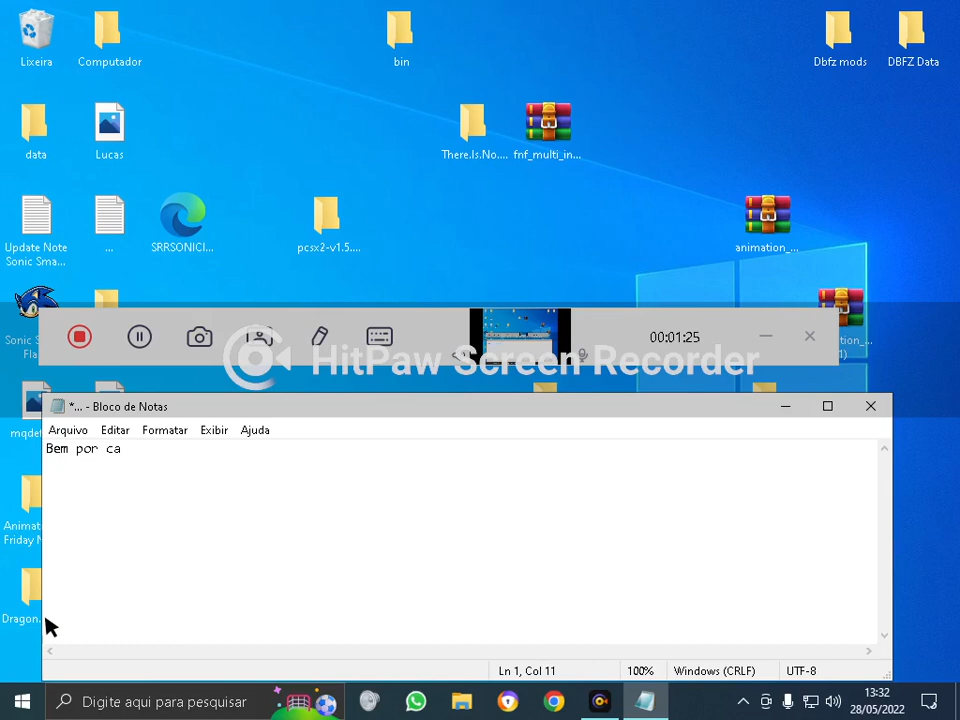 Lixeira
Computador
bin
Dbfz mods
DBFZ Data
data
Lucas
There.Is.No....
fnf_multi_in...
Update Note
Sonic Sma...
...
SRRSONICI...
pcsx2-v1.5....
animation_...
00:01:25
HitPaw Screen Recorder
*... - Bloco de Notas
Arquivo Editar Formatar Exibir Ajuda
Bem por ca
Ln 1, Col 11
100%
Windows (CRLF)
UTF-8
Digite aqui para pesquisar
13:32
28/05/2022